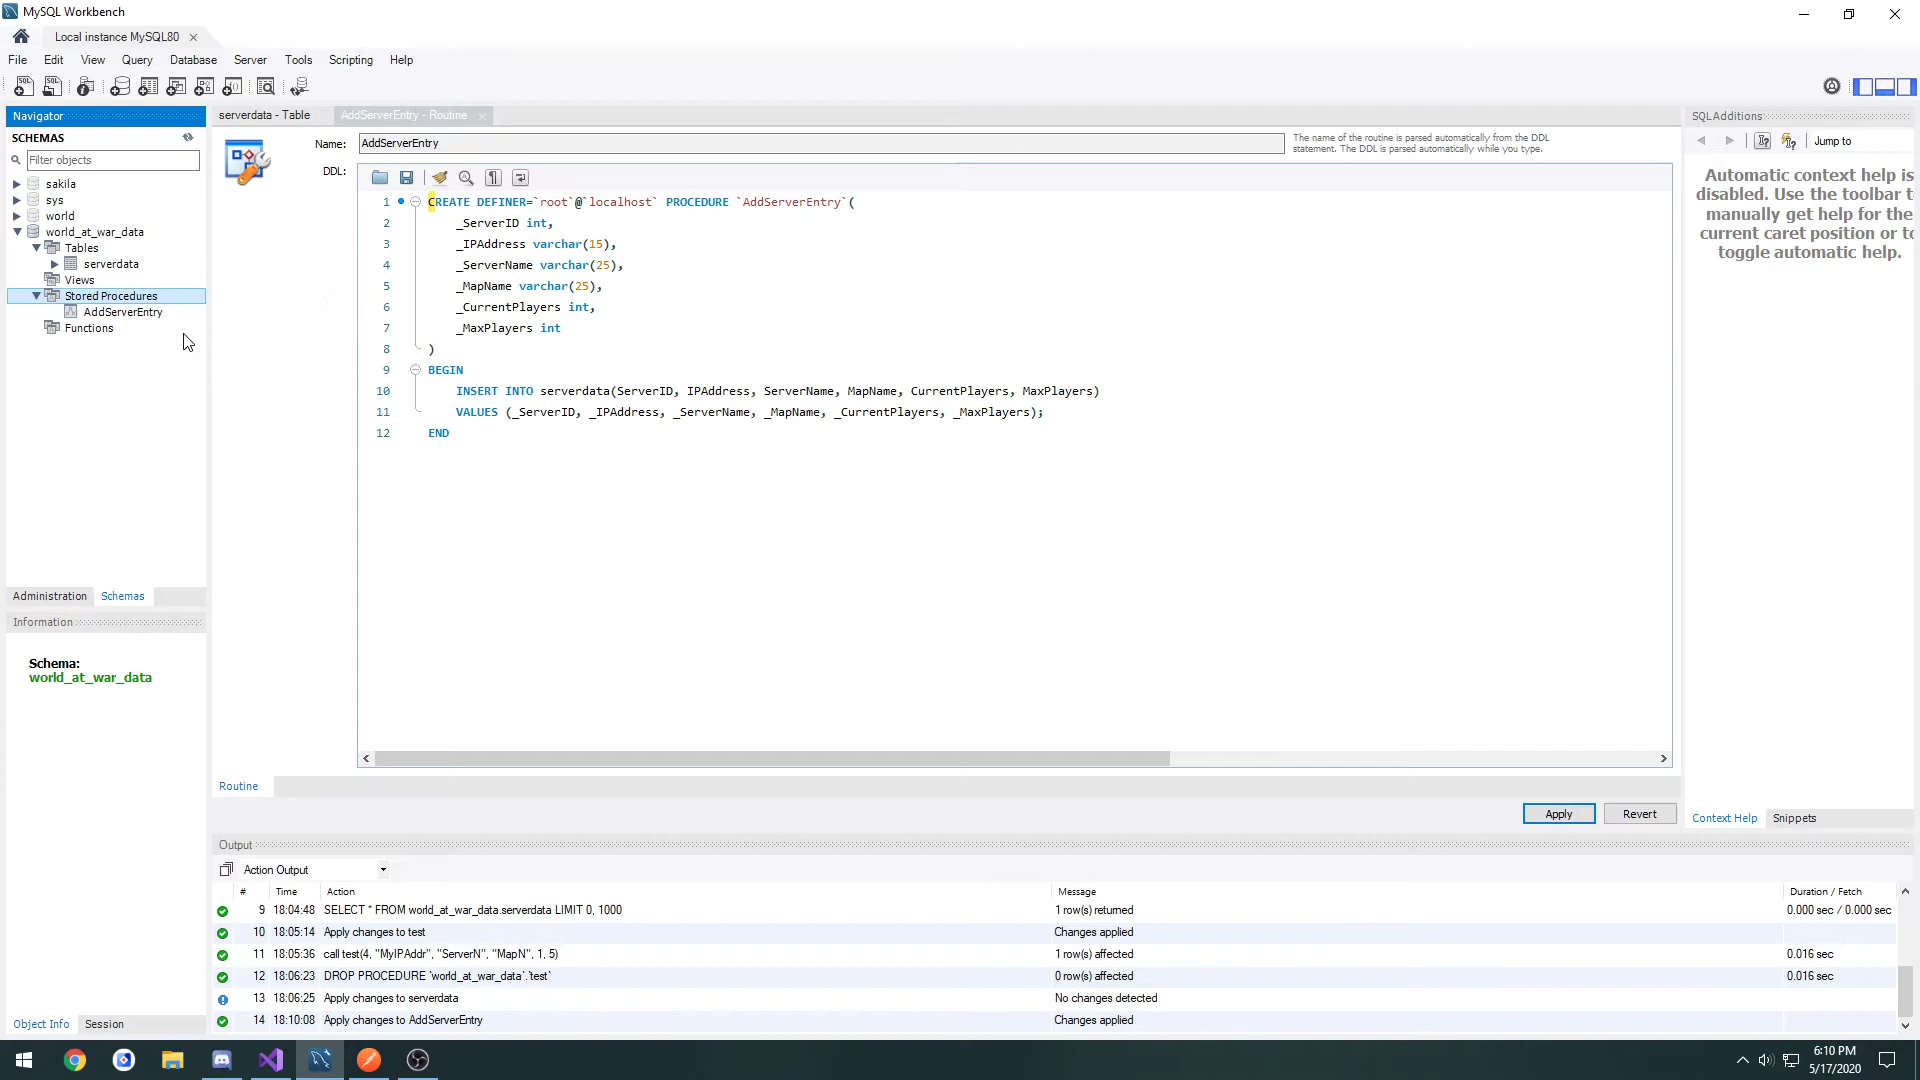 MySQL Workbench
Local instance MySQL80
File Edit View Query Database Server Tools Scripting Help
Navigator
SCHEMAS
Filter objects
sakila
sys
world
world_at_war_data
Tables
serverdata
Views
Stored Procedures
AddServerEntry
Functions
Administration Schemas
Information
Schema:
world_at_war_data
Object Info Session
serverdata - Table AddServerEntry - Routine
Name: AddServerEntry
The name of the routine is parsed automatically from the DDL
statement. The DDL is parsed automatically while you type.
DDL:
1 CREATE DEFINER=`root`@`localhost` PROCEDURE `AddServerEntry`(
2 _ServerID int,
3 _IPAddress varchar(15),
4 _ServerName varchar(25),
5 _MapName varchar(25),
6 _CurrentPlayers int,
7 _MaxPlayers int
8 )
9 BEGIN
10 INSERT INTO serverdata(ServerID, IPAddress, ServerName, MapName, CurrentPlayers, MaxPlayers)
11 VALUES (_ServerID, _IPAddress, _ServerName, _MapName, _CurrentPlayers, _MaxPlayers);
12 END
Routine
Apply Revert
SQLAdditions
Jump to
Automatic context help is
disabled. Use the toolbar t
manually get help for the
current caret position or to
toggle automatic help.
Context Help Snippets
Output
Action Output
# Time Action Message Duration / Fetch
9 18:04:48 SELECT * FROM world_at_war_data.serverdata LIMIT 0, 1000 1 row(s) returned 0.000 sec / 0.000 sec
10 18:05:14 Apply changes to test Changes applied
11 18:05:36 call test(4, "MyIPAddr", "ServerN", "MapN", 1, 5) 1 row(s) affected 0.016 sec
12 18:06:23 DROP PROCEDURE `world_at_war_data`.`test` 0 row(s) affected 0.016 sec
13 18:06:25 Apply changes to serverdata No changes detected
14 18:10:08 Apply changes to AddServerEntry Changes applied
6:10 PM
5/17/2020